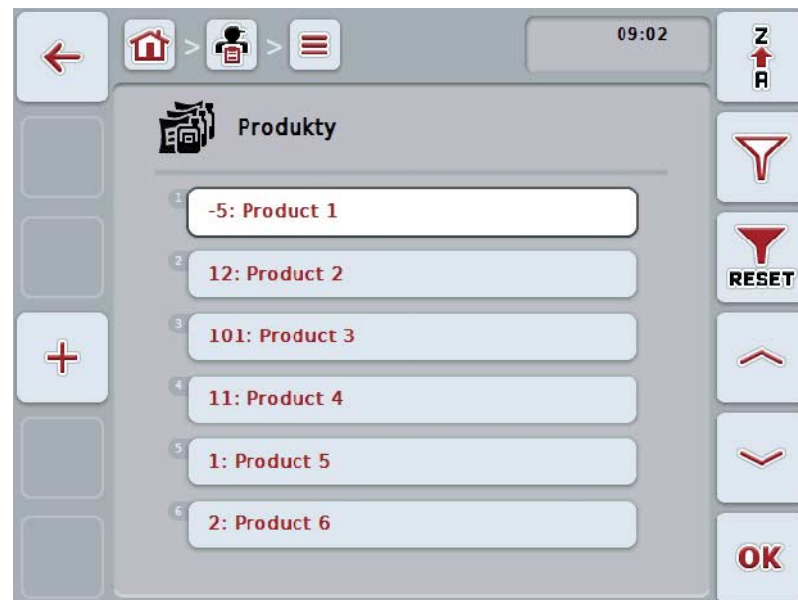 09:02
Z
A
Produkty
1
-5: Product 1
2
12: Product 2
RESET
3
101: Product 3
4
11: Product 4
5
1: Product 5
6
2: Product 6
OK